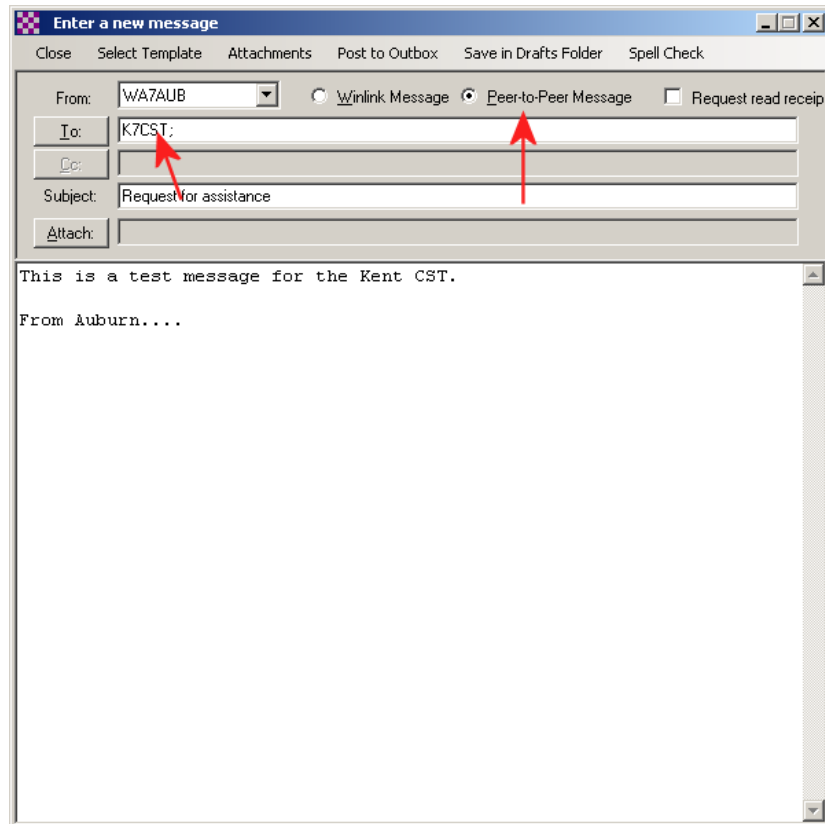 Enter a new message
Close Select Template Attachments Post to Outbox Save in Drafts Folder Spell Check
From: WA7AUB Winlink Message Peer-to-Peer Message Request read receip
To: K7CST;
Cc:
Subject: Request for assistance
Attach:
This is a test message for the Kent CST.
From Auburn....